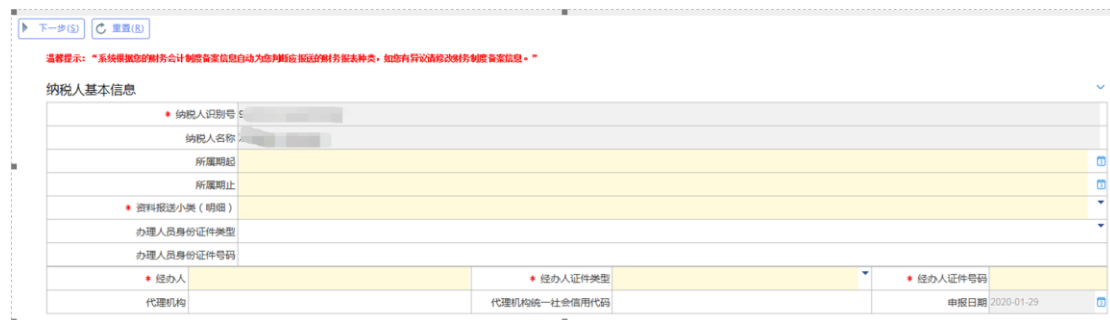 下一步(S) 重置(R)
温馨提示：“系统根据您的财务会计制度备案信息自动为您判断应报送的财务报表种类，如您有异议请修改财务制度备案信息。”
纳税人基本信息
* 纳税人识别号
纳税人名称
所属期起
所属期止
* 资料报送小类（明细）
办理人员身份证件类型
办理人员身份证件号码
* 经办人 * 经办人证件类型 * 经办人证件号码
代理机构 代理机构统一社会信用代码 申报日期 2020-01-29